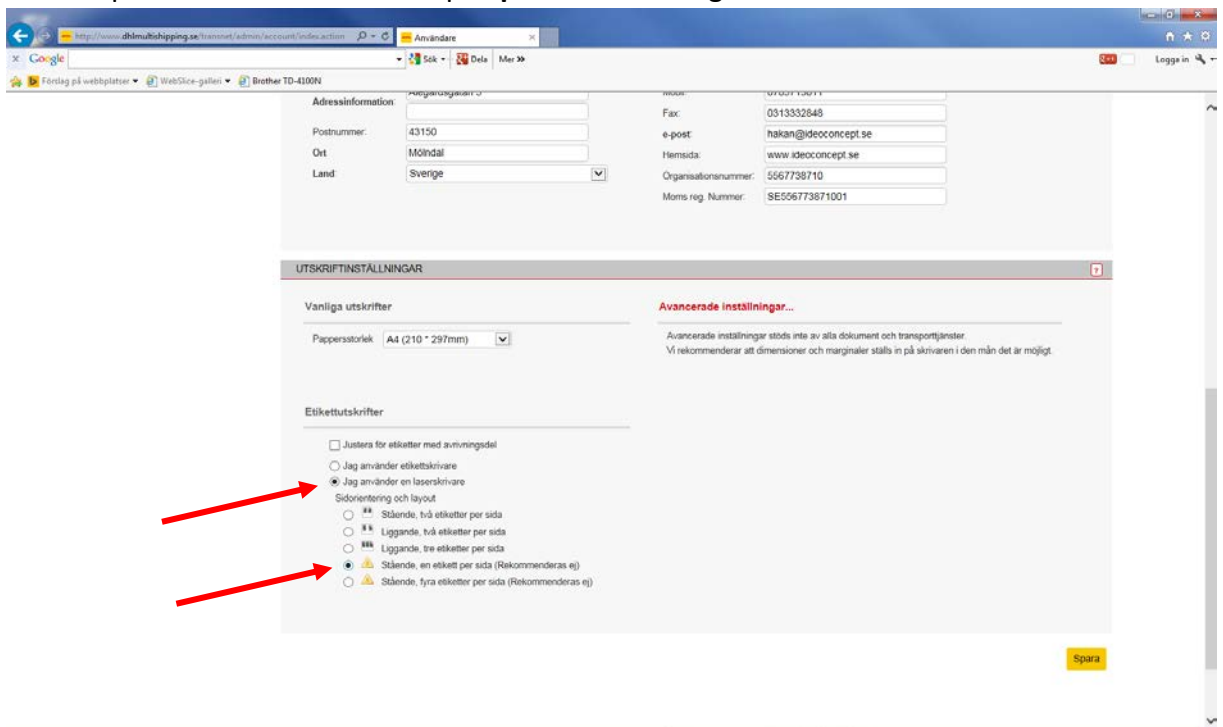 http://www.dhlmultishipping.se/transnet/admin/account/index.action
Användare
Google
Sök
Dela
Mer
Logga in
Förslag på webbplatser
WebSlice-galleri
Brother TD-4100N
Adressinformation:
Fax: 0313332848
Postnummer: 43150
e-post: hakan@ideoconcept.se
Ort Mölndal
Hemsida: www.ideoconcept.se
Land: Sverige
Organisationsnummer: 5567738710
Moms reg. Nummer: SE556773871001
UTSKRIFTINSTÄLLNINGAR
?
Vanliga utskrifter
Avancerade inställningar...
Pappersstorlek A4 (210 * 297mm)
Avancerade inställningar stöds inte av alla dokument och transporttjänster.
Vi rekommenderar att dimensioner och marginaler ställs in på skrivaren i den mån det är möjligt.
Etikettutskrifter
Justera för etiketter med avrivningsdel
Jag använder etikettskrivare
Jag använder en laserskrivare
Sidorientering och layout
Stående, två etiketter per sida
Liggande, två etiketter per sida
Liggande, tre etiketter per sida
Stående, en etikett per sida (Rekommenderas ej)
Stående, fyra etiketter per sida (Rekommenderas ej)
Spara